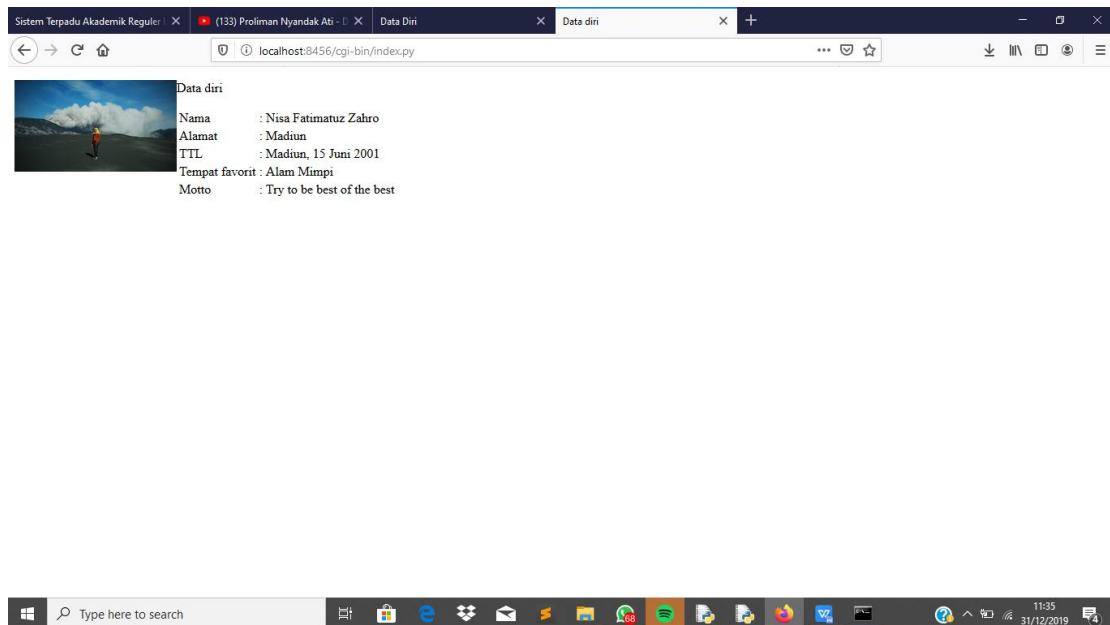 Sistem Terpadu Akademik Reguler
(133) Proliman Nyandak Ati - D
Data Diri
Data diri
localhost:8456/cgi-bin/index.py
Data diri
Nama : Nisa Fatimatuz Zahro
Alamat : Madiun
TTL : Madiun, 15 Juni 2001
Tempat favorit : Alam Mimpi
Motto : Try to be best of the best
Type here to search
68
11:35
31/12/2019
4